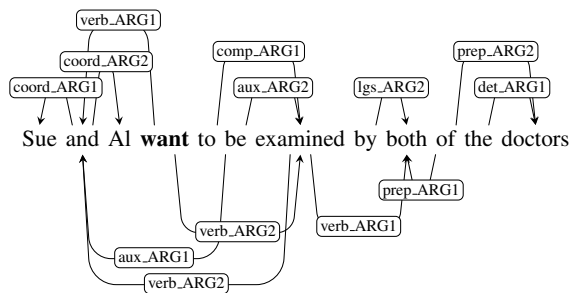 verb_ARG1
comp_ARG1
prep_ARG2
coord_ARG2
coord_ARG1
aux_ARG2
lgs_ARG2
det_ARG1
Sue and Al want to be examined by both of the doctors
prep_ARG1
verb_ARG1
verb_ARG2
aux_ARG1
verb_ARG2